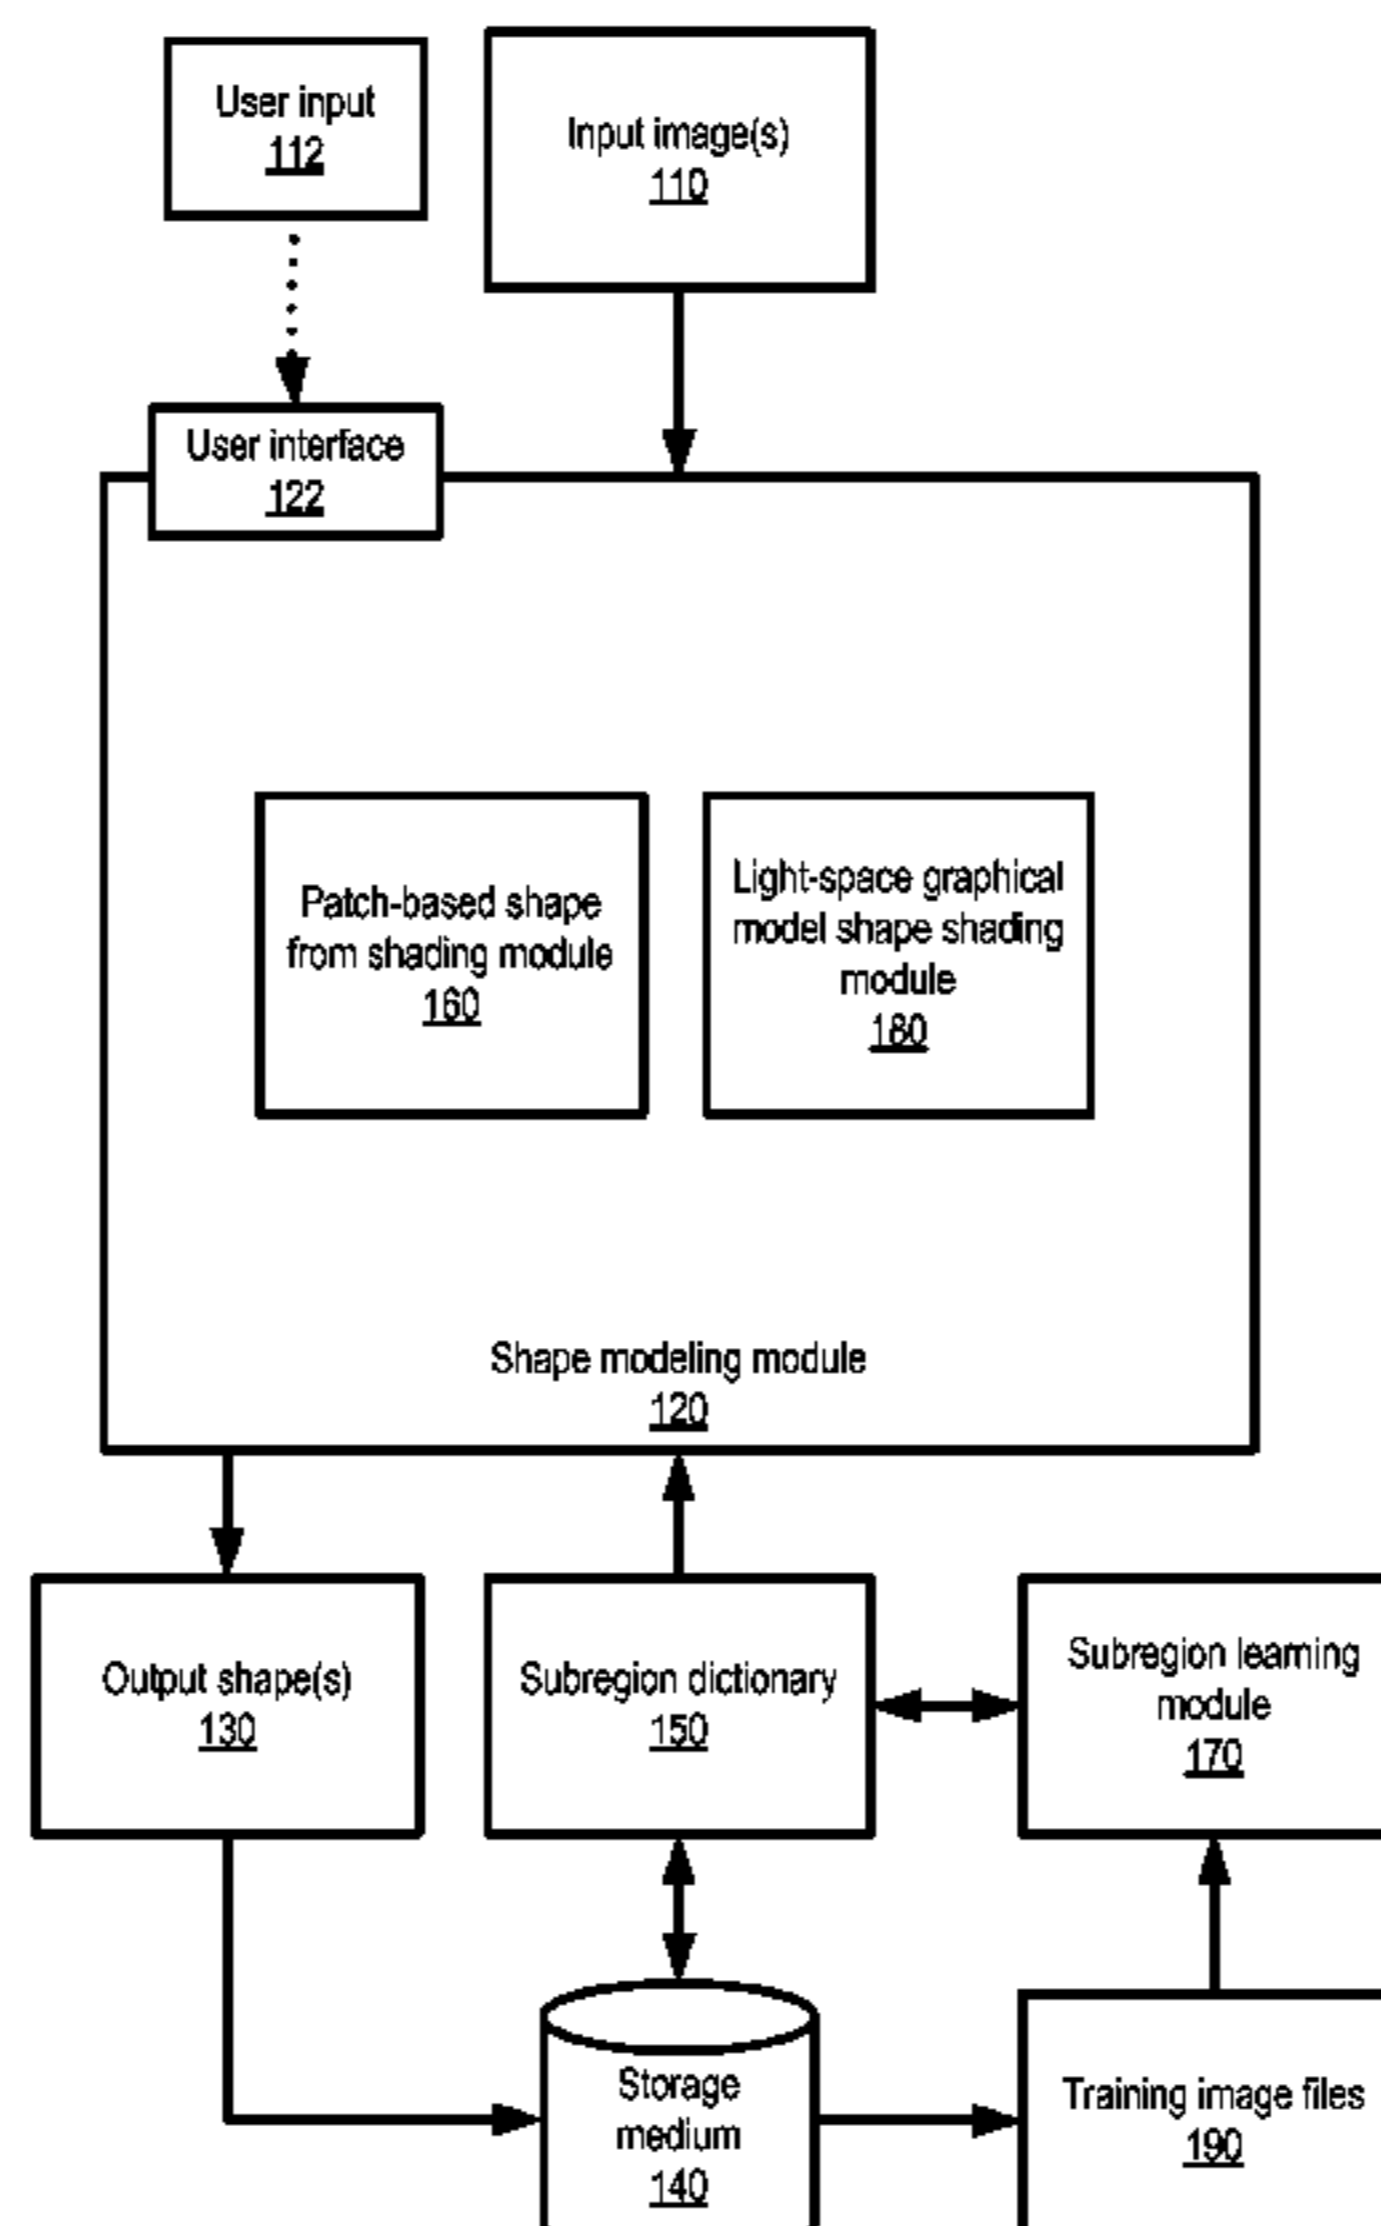 User input
112
Input image(s)
110
User interface
122
Patch-based shape
from shading module
160
Light-space graphical
model shape shading
module
180
Shape modeling module
120
Output shape(s)
130
Subregion dictionary
150
Subregion learning
module
170
Storage
medium
140
Training image files
190